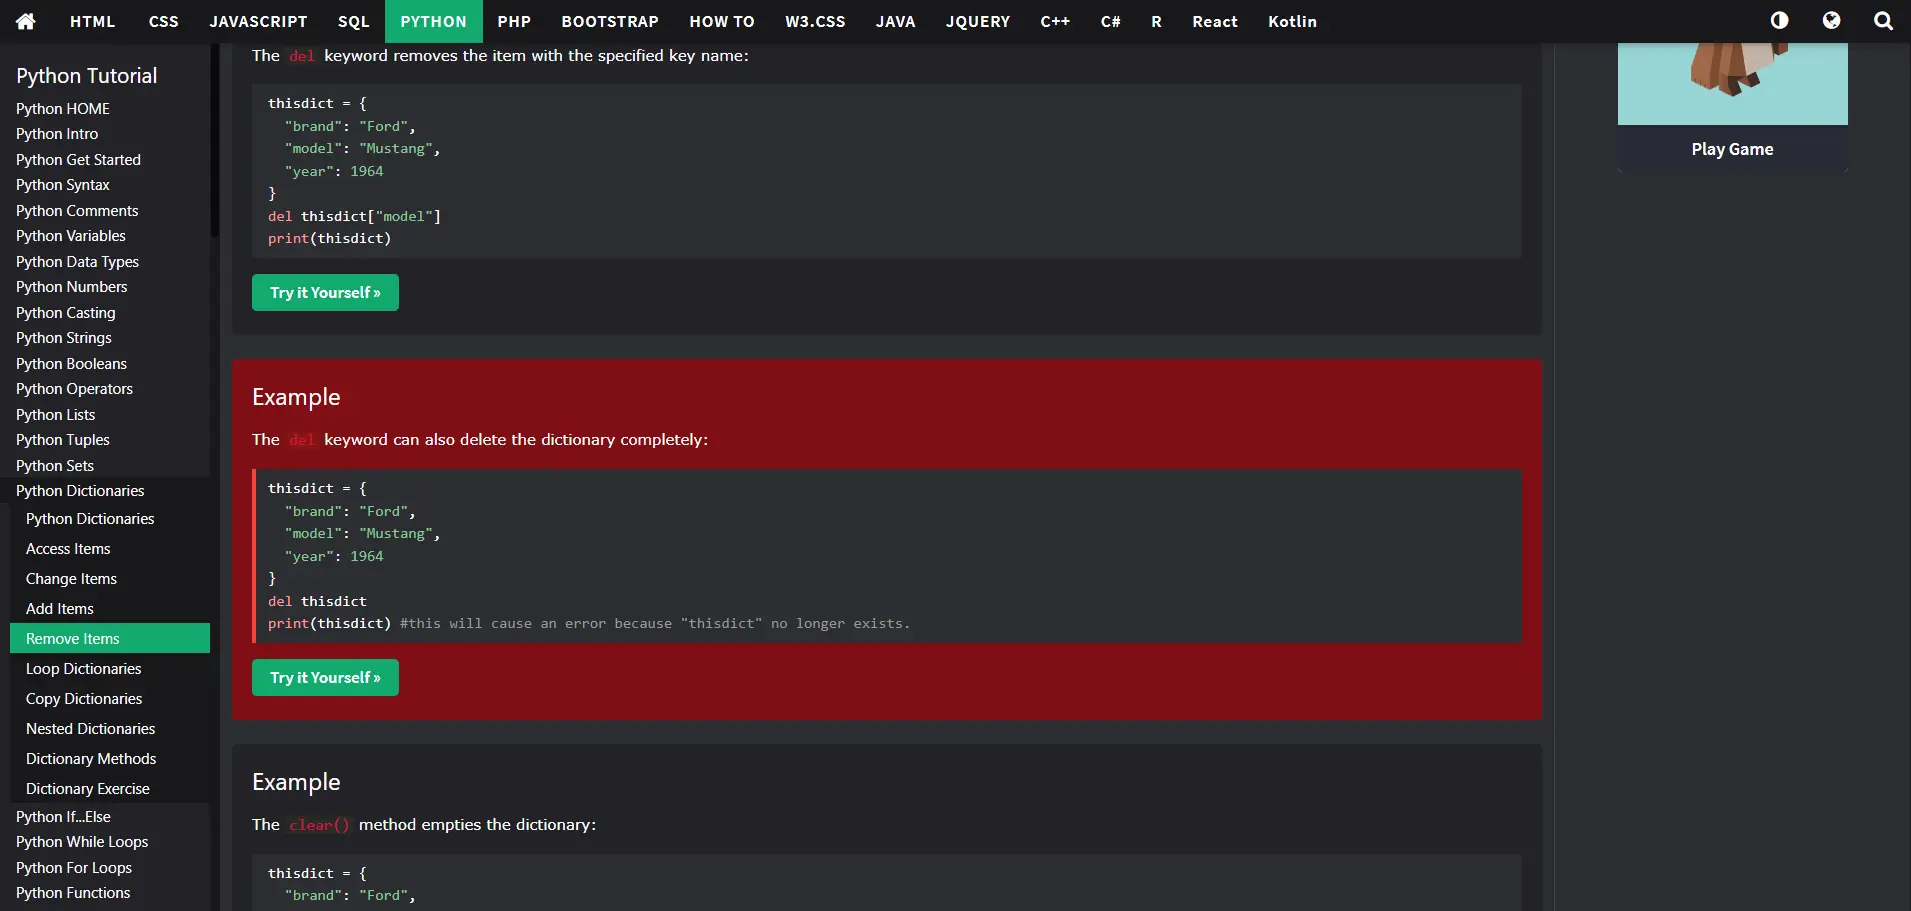 HTML CSS JAVASCRIPT SQL PYTHON PHP BOOTSTRAP HOW TO W3.CSS JAVA JQUERY C++ C# R React Kotlin
Python Tutorial
Python HOME
Python Intro
Python Get Started
Python Syntax
Python Comments
Python Variables
Python Data Types
Python Numbers
Python Casting
Python Strings
Python Booleans
Python Operators
Python Lists
Python Tuples
Python Sets
Python Dictionaries
Python Dictionaries
Access Items
Change Items
Add Items
Remove Items
Loop Dictionaries
Copy Dictionaries
Nested Dictionaries
Dictionary Methods
Dictionary Exercise
Python If...Else
Python While Loops
Python For Loops
Python Functions
The del keyword removes the item with the specified key name:
thisdict = {
  "brand": "Ford",
  "model": "Mustang",
  "year": 1964
}
del thisdict["model"]
print(thisdict)
Try it Yourself »
Example
The del keyword can also delete the dictionary completely:
thisdict = {
  "brand": "Ford",
  "model": "Mustang",
  "year": 1964
}
del thisdict
print(thisdict) #this will cause an error because "thisdict" no longer exists.
Try it Yourself »
Example
The clear() method empties the dictionary:
thisdict = {
  "brand": "Ford",
Play Game